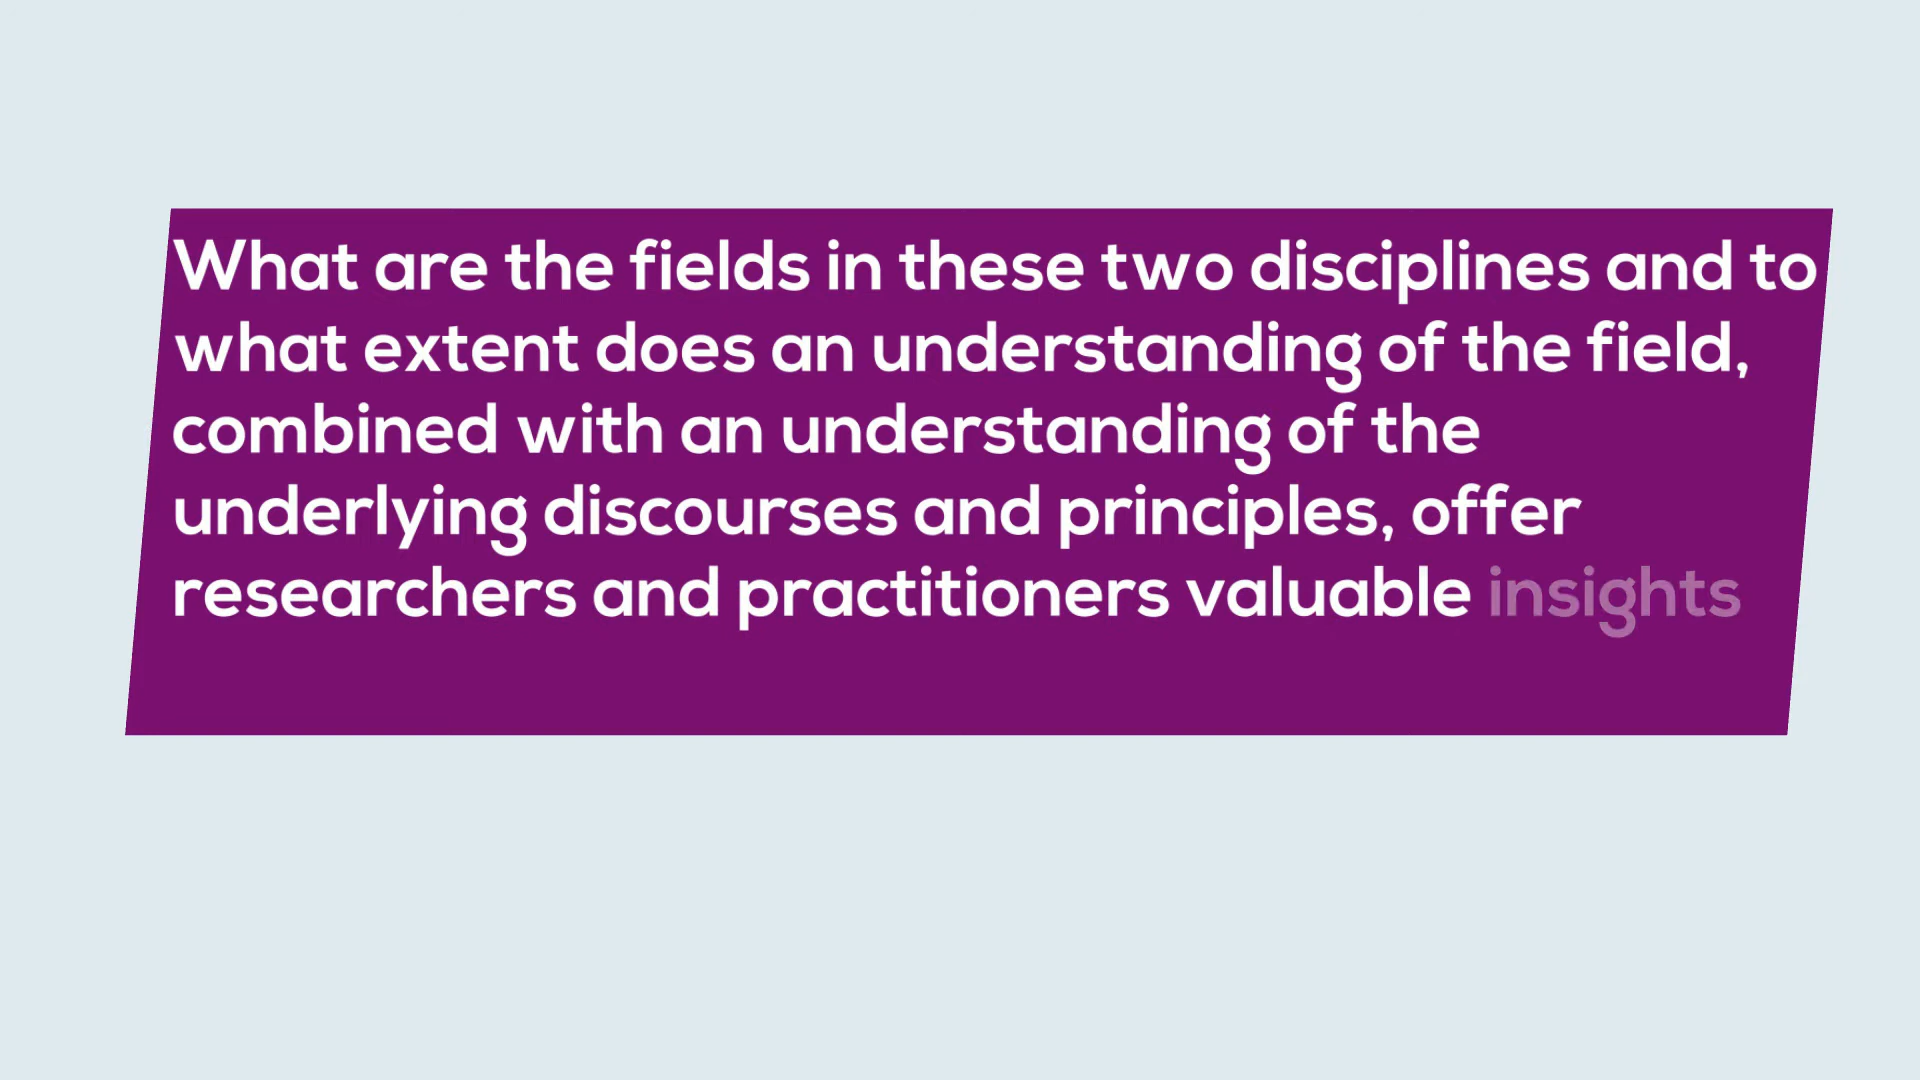 What are the fields in these two disciplines and to
what extent does an understanding of the field,
combined with an understanding of the
underlying discourses and principles, offer
researchers and practitioners valuable insights